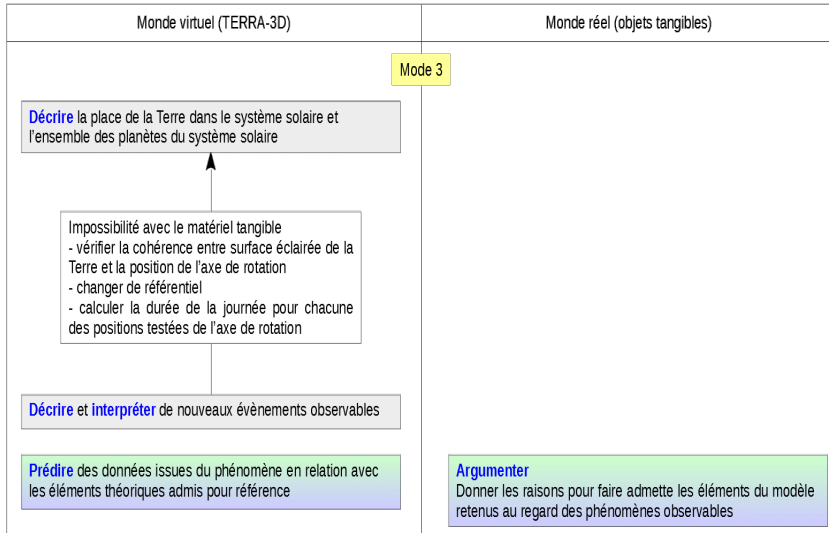 Monde virtuel (TERRA-3D)
Monde réel (objets tangibles)
Mode 3
Décrire la place de la Terre dans le système solaire et
l'ensemble des planètes du système solaire
Impossibilité avec le matériel tangible
- vérifier la cohérence entre surface éclairée de la
Terre et la position de l'axe de rotation
- changer de référentiel
- calculer la durée de la journée pour chacune
des positions testées de l'axe de rotation
Décrire et interpréter de nouveaux évènements observables
Prédire des données issues du phénomène en relation avec
les éléments théoriques admis pour référence
Argumenter
Donner les raisons pour faire admette les éléments du modèle
retenus au regard des phénomènes observables